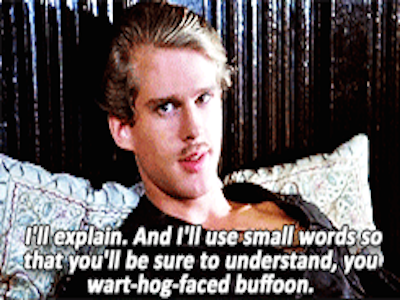 I'll explain. And I'll use small words so
that you'll be sure to understand, you
wart-hog-faced buffoon.